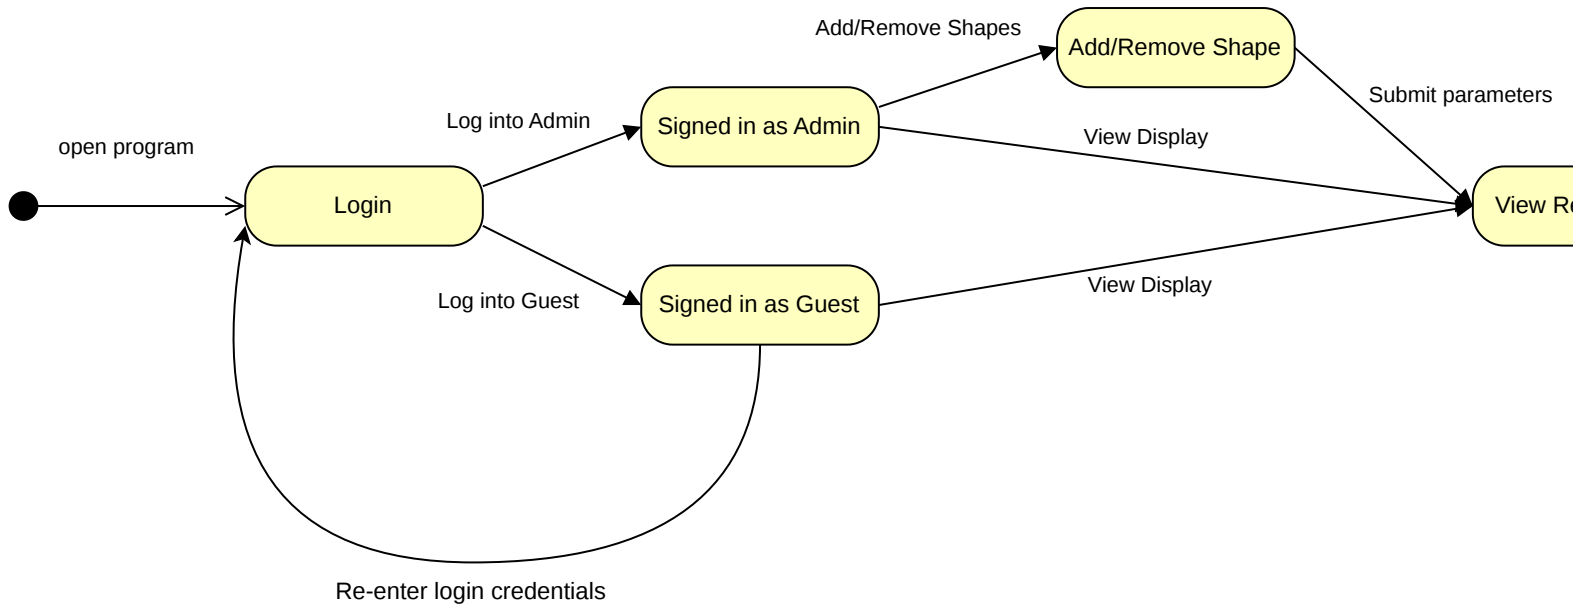 Add/Remove Shapes
Add/Remove Shape
Submit parameters
Log into Admin
Signed in as Admin
View Display
open program
Login
View
Log into Guest
Signed in as Guest
View Display
Re-enter login credentials